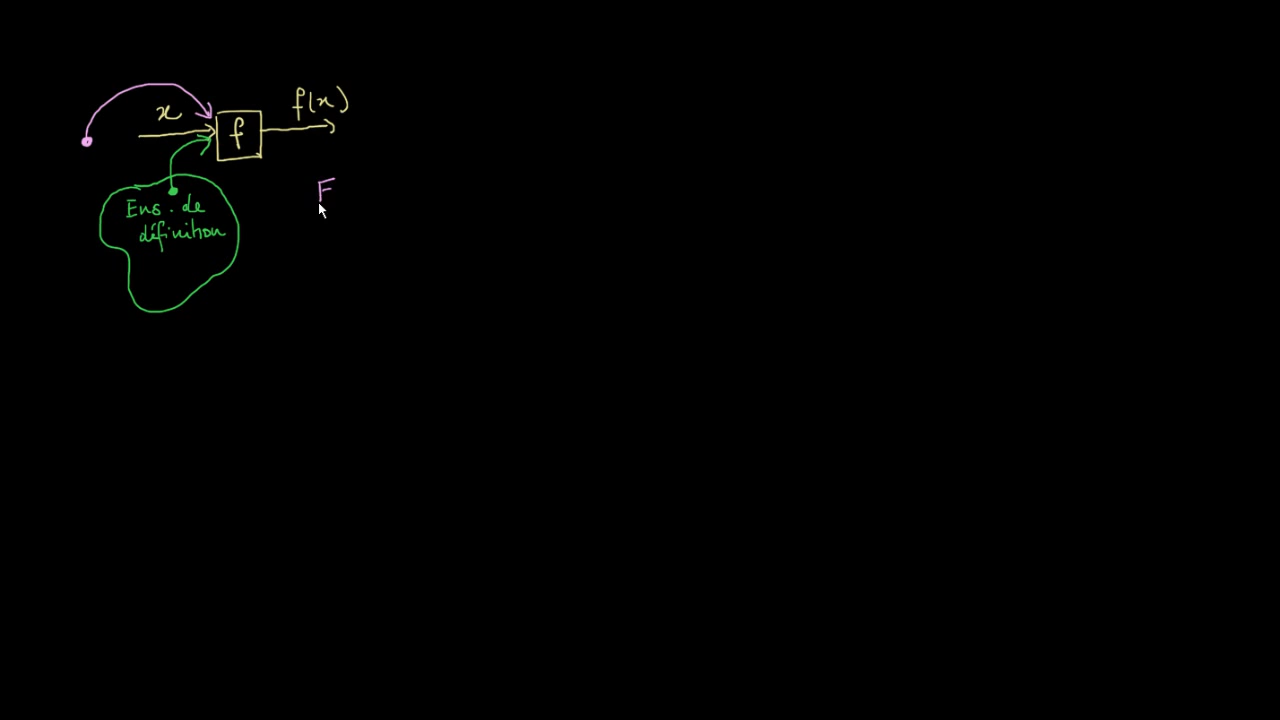 x
f
f(x)
F
Ens. de
définition